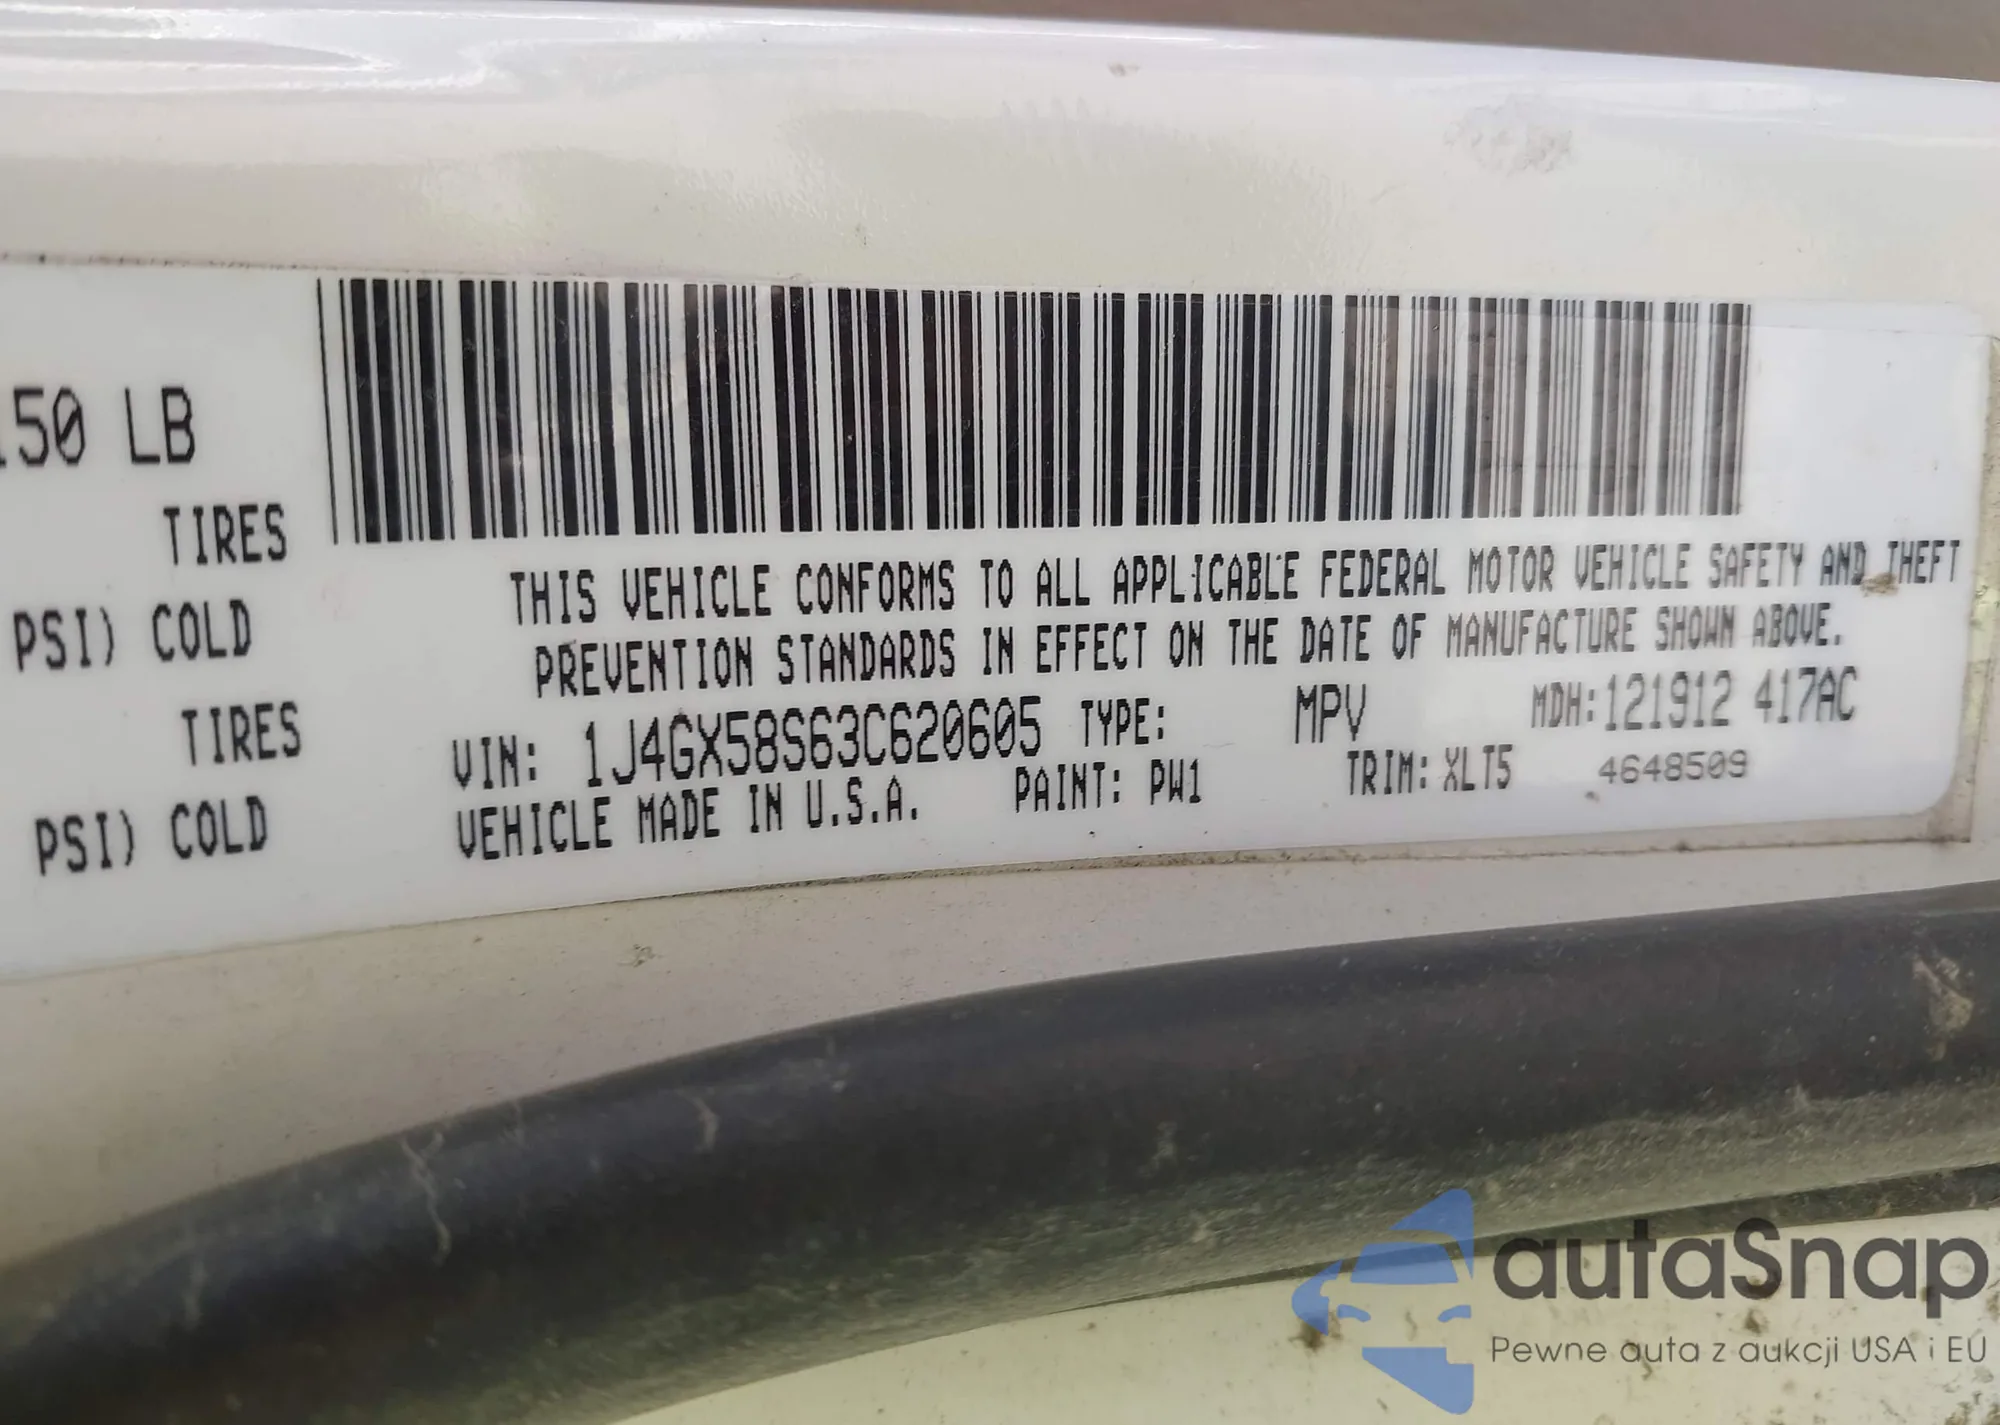 50 LB
TIRES
PSI) COLD
TIRES
PSI) COLD
THIS VEHICLE CONFORMS TO ALL APPLICABLE FEDERAL MOTOR VEHICLE SAFETY AND THEFT
PREVENTION STANDARDS IN EFFECT ON THE DATE OF MANUFACTURE SHOWN ABOVE.
VIN: 1J4GX58S63C620605 TYPE: MPV MDH:121912 417AC
VEHICLE MADE IN U.S.A. PAINT: PW1 TRIM: XLT5 4648509
autaSnap
Pewne auta z aukcji USA i EU